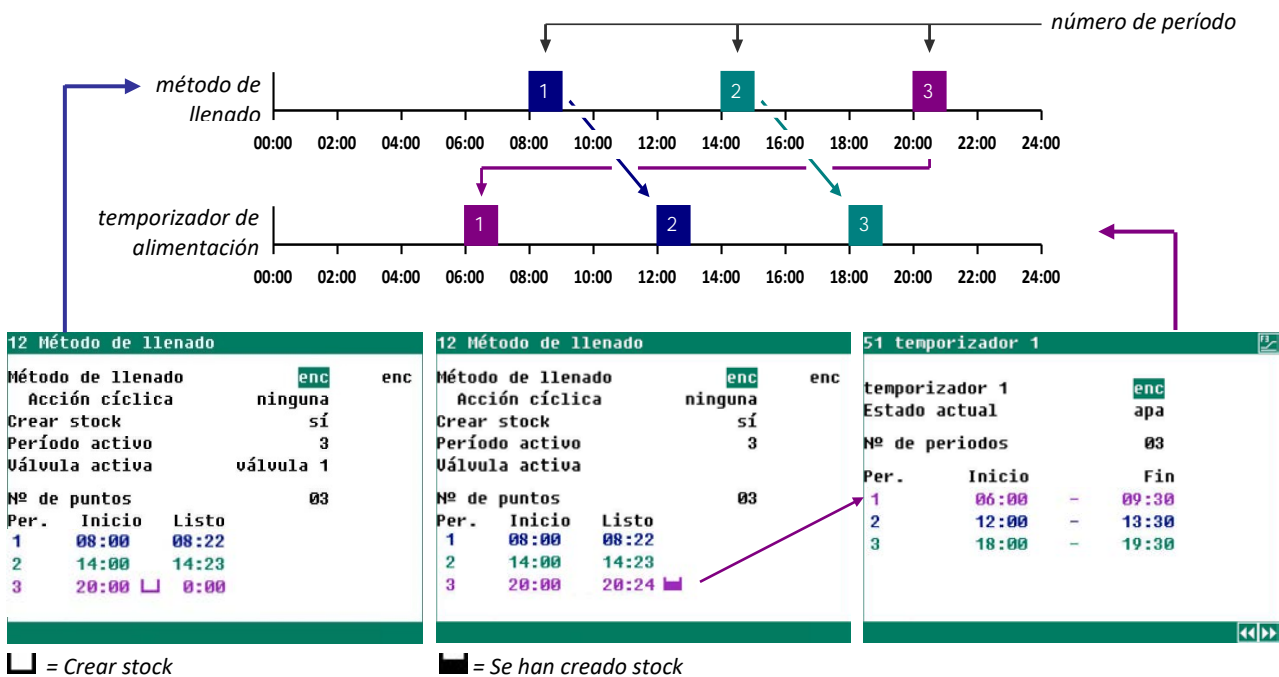 número de período
método de
llenado
1 2 3
00:00 02:00 04:00 06:00 08:00 10:00 12:00 14:00 16:00 18:00 20:00 22:00 24:00
temporizador de
alimentación
1 2 3
00:00 02:00 04:00 06:00 08:00 10:00 12:00 14:00 16:00 18:00 20:00 22:00 24:00
12 Método de llenado
Método de llenado enc enc
Acción cíclica ninguna
Crear stock sí
Período activo 3
Válvula activa válvula 1
Nº de puntos 03
Per. Inicio Listo
1 08:00 08:22
2 14:00 14:23
3 20:00 0:00
= Crear stock
12 Método de llenado
Método de llenado enc enc
Acción cíclica ninguna
Crear stock sí
Período activo 3
Válvula activa
Nº de puntos 03
Per. Inicio Listo
1 08:00 08:22
2 14:00 14:23
3 20:00 20:24
= Se han creado stock
51 temporizador 1 F3
temporizador 1 enc
Estado actual apa
Nº de periodos 03
Per. Inicio Fin
1 06:00 - 09:30
2 12:00 - 13:30
3 18:00 - 19:30